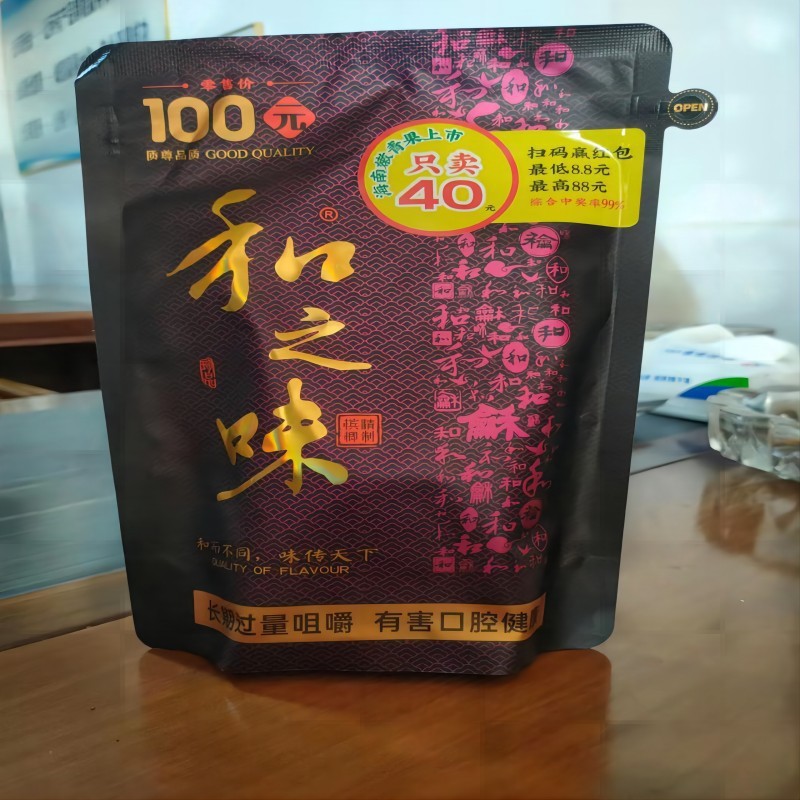 零售价
100元
质尊品质 GOOD QUALITY
海南嫩青果上市
只卖
40元
扫码赢红包
最低8.8元
最高88元
综合中奖率99%
OPEN
和之味
®
精制
槟榔
和而不同，味传天下
QUALITY OF FLAVOUR
长期过量咀嚼 有害口腔健康